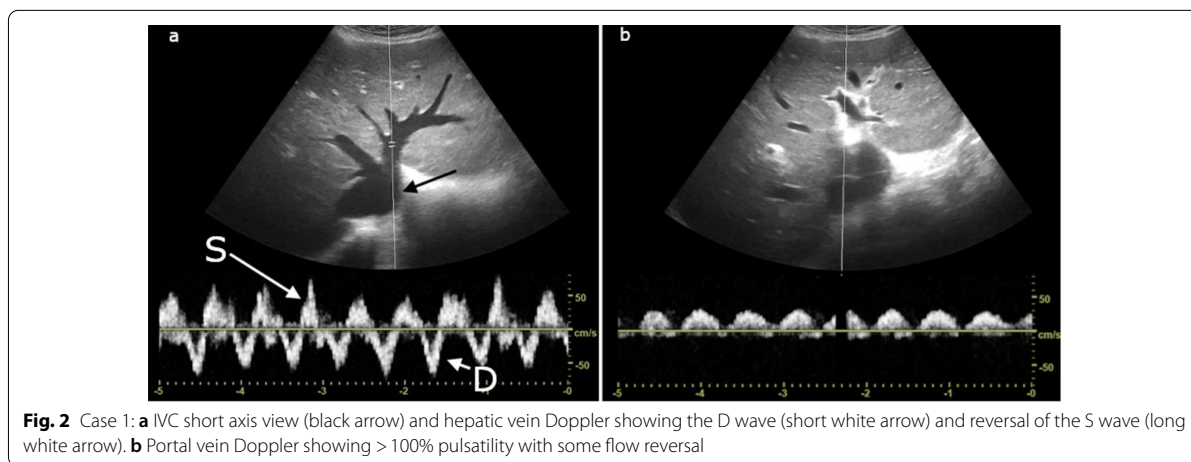 a
b
S
D
50
cm/s
-50
-5
-4
-3
-2
-1
-0
50
cm/s
-50
-5
-4
-3
-2
-1
-0
Fig. 2 Case 1: a IVC short axis view (black arrow) and hepatic vein Doppler showing the D wave (short white arrow) and reversal of the S wave (long
white arrow). b Portal vein Doppler showing > 100% pulsatility with some flow reversal